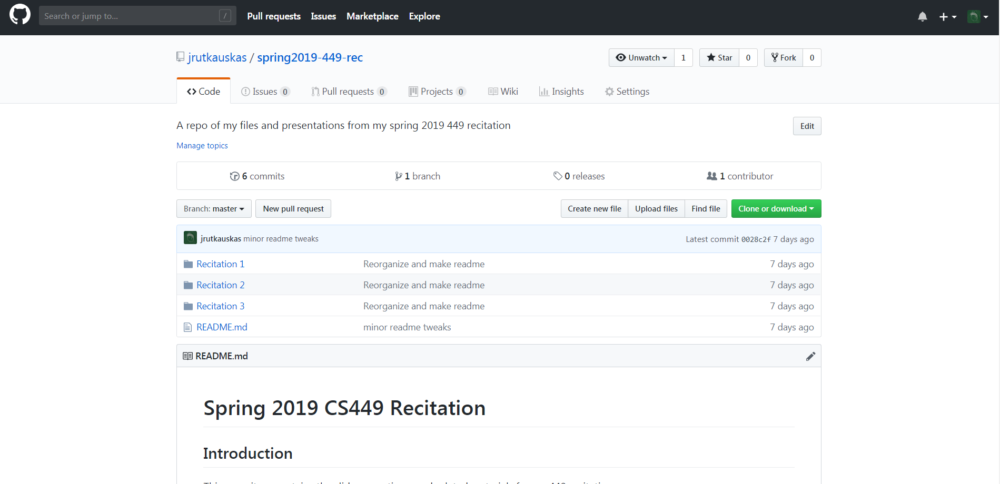 Search or jump to... / Pull requests Issues Marketplace Explore
jrutkauskas / spring2019-449-rec Unwatch 1 Star 0 Fork 0
Code Issues 0 Pull requests 0 Projects 0 Wiki Insights Settings
A repo of my files and presentations from my spring 2019 449 recitation Edit
Manage topics
6 commits 1 branch 0 releases 1 contributor
Branch: master New pull request Create new file Upload files Find file Clone or download
jrutkauskas minor readme tweaks Latest commit 0028c2f 7 days ago
Recitation 1 Reorganize and make readme 7 days ago
Recitation 2 Reorganize and make readme 7 days ago
Recitation 3 Reorganize and make readme 7 days ago
README.md minor readme tweaks 7 days ago
README.md
Spring 2019 CS449 Recitation
Introduction